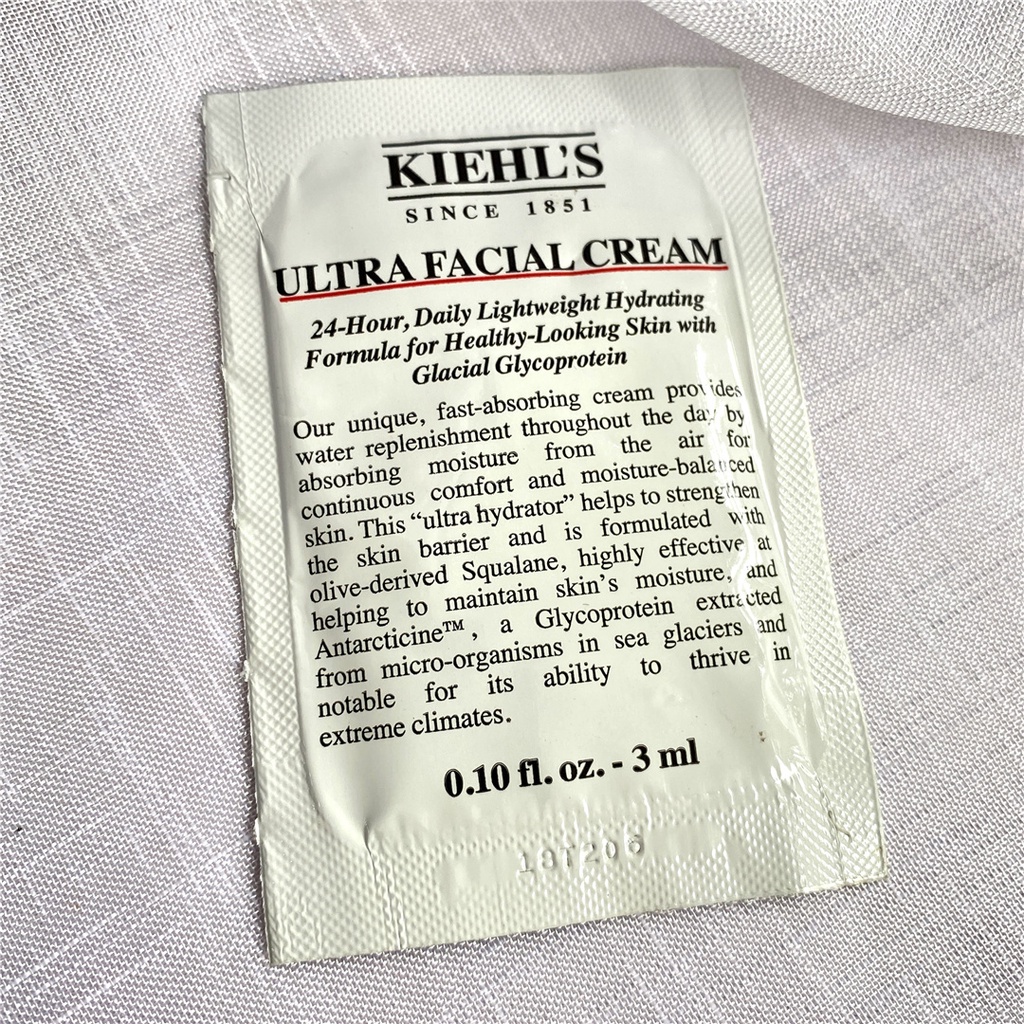 KIEHL'S
SINCE 1851
ULTRA FACIAL CREAM
24-Hour, Daily Lightweight Hydrating
Formula for Healthy-Looking Skin with
Glacial Glycoprotein
Our unique, fast-absorbing cream provides
water replenishment throughout the day by
absorbing moisture from the air for
continuous comfort and moisture-balanced
skin. This “ultra hydrator” helps to strengthen
the skin barrier and is formulated with
olive-derived Squalane, highly effective at
helping to maintain skin’s moisture, and
Antarcticine™, a Glycoprotein extracted
from micro-organisms in sea glaciers and
notable for its ability to thrive in
extreme climates.
0.10 fl. oz. - 3 ml
18T206